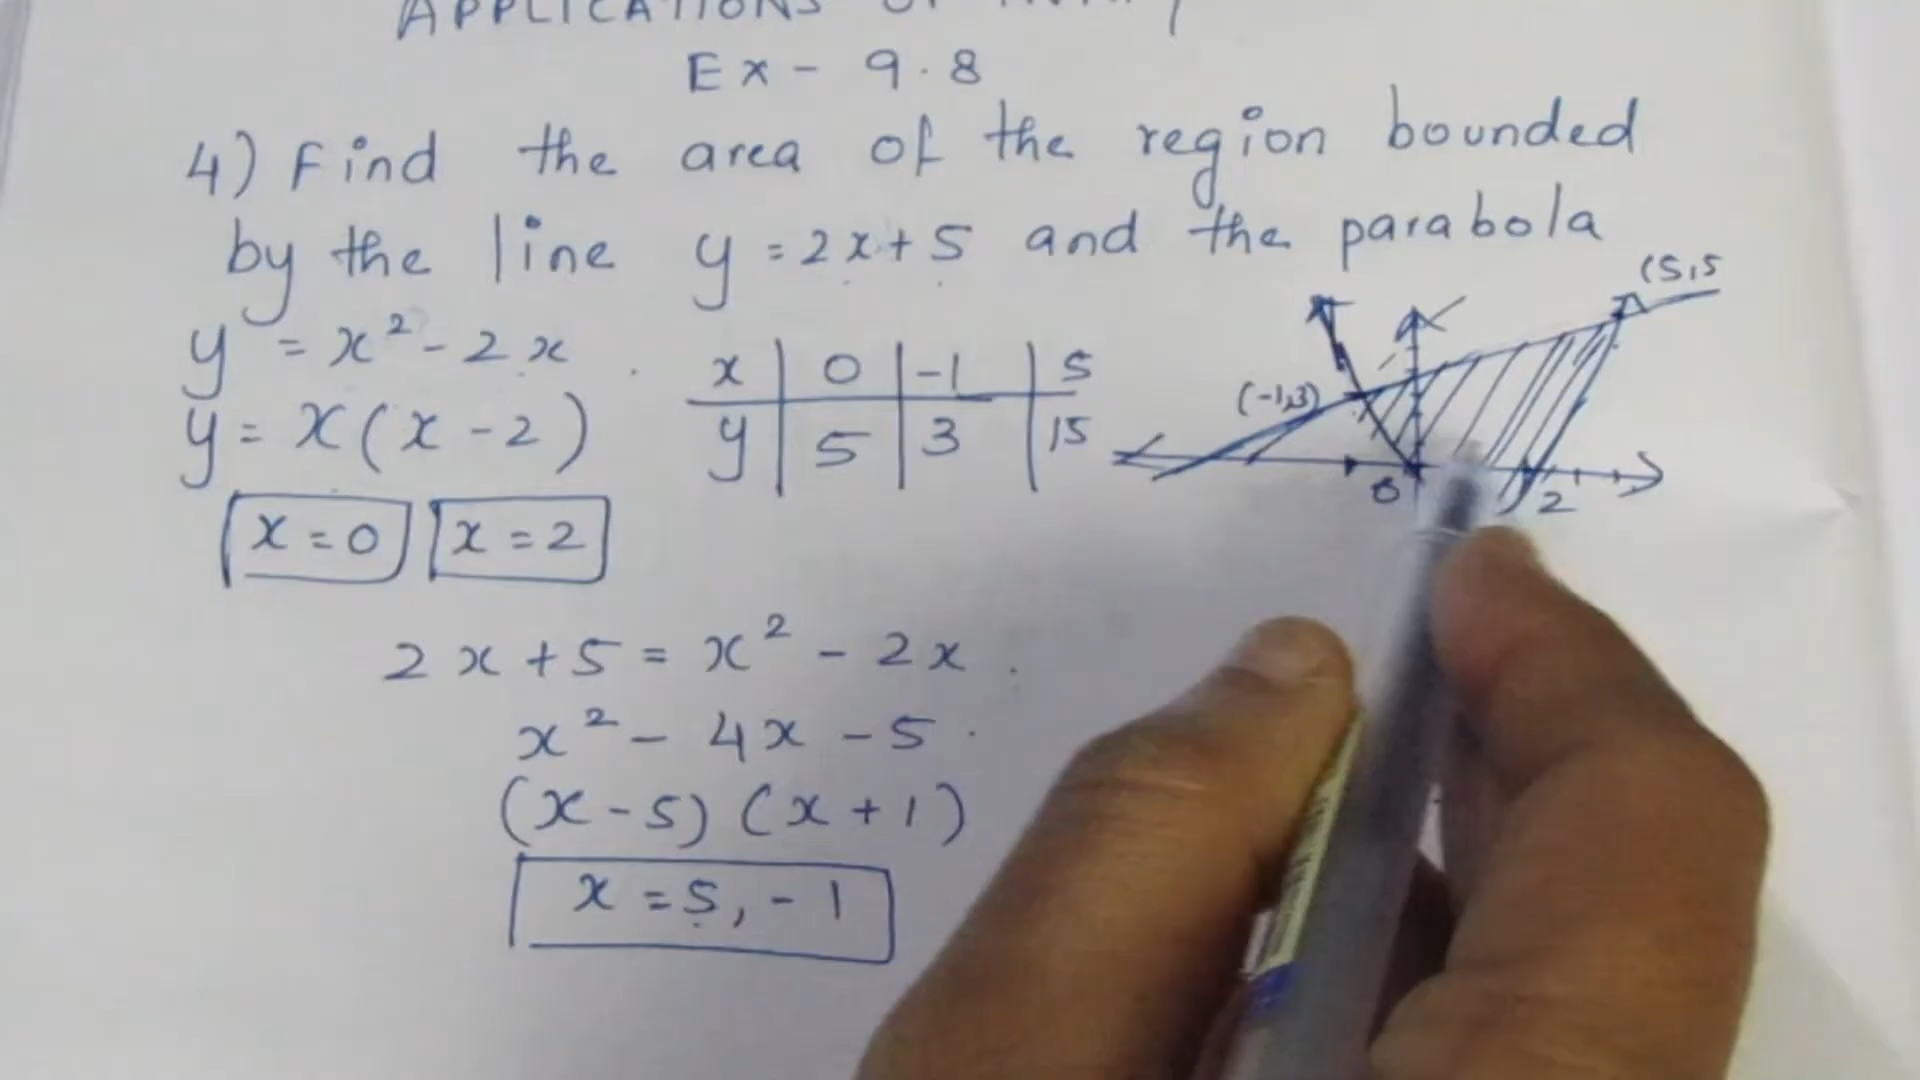 APPLICATIONS OF
Ex - 9.8
4) Find the area of the region bounded
by the line y = 2x + 5 and the parabola
y = x² - 2x
y = x(x - 2)
x = 0 x = 2
x 0 -1 5
y 5 3 15
(5,5
(-1,3)
0 2
2x + 5 = x² - 2x
x² - 4x - 5
(x - 5) (x + 1)
x = 5, -1